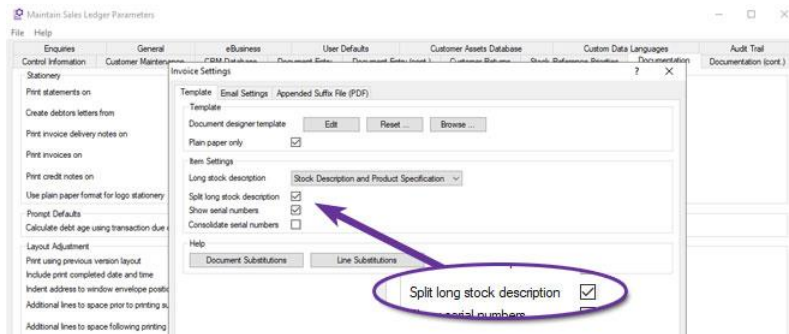 Maintain Sales Ledger Parameters
File Help
Enquiries General eBusiness User Defaults Customer Assets Database Custom Data Languages Audit Trail
Control Information Customer Maintenance CRM Database Document Entry Document Entry (cont.) Customer Returns Stock Reference Priorities Documentation Documentation (cont.)
Stationery
Print statements on
Create debtors letters from
Print invoice delivery notes on
Print invoices on
Print credit notes on
Use plain paper format for logo stationery
Prompt Defaults
Calculate debt age using transaction due
Layout Adjustment
Print using previous version layout
Include print completed date and time
Indent address to window envelope positi
Additional lines to space prior to printing su
Additional lines to space following printing
Invoice Settings ?
Template Email Settings Appended Suffix File (PDF)
Template
Document designer template Edit Reset ... Browse ...
Plain paper only
Item Settings
Long stock description Stock Description and Product Specification
Split long stock description
Show serial numbers
Consolidate serial numbers
Help
Document Substitutions Line Substitutions
Split long stock description
serial numbers